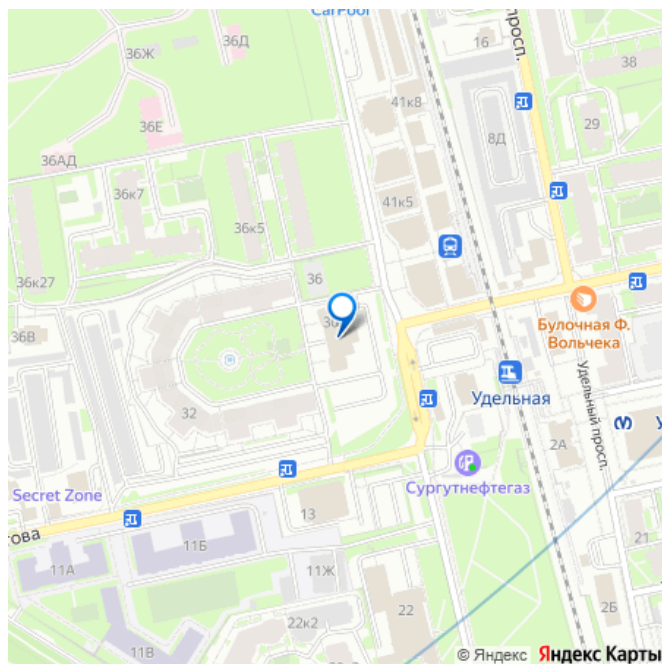 CarPool
36Д
36Ж
16
просп.
38
41к8
36Е
8Д
29
36АД
36к7
41к5
36к5
36к27
36
36В
Булочная Ф.
Вольчека
Удельная
32
Удельный просп.
2А
Secret Zone
Сургутнефтегаз
13
това
11Б
11А
11Ж
21
22
2Б
22к2
11В
© Яндекс Яндекс Карты